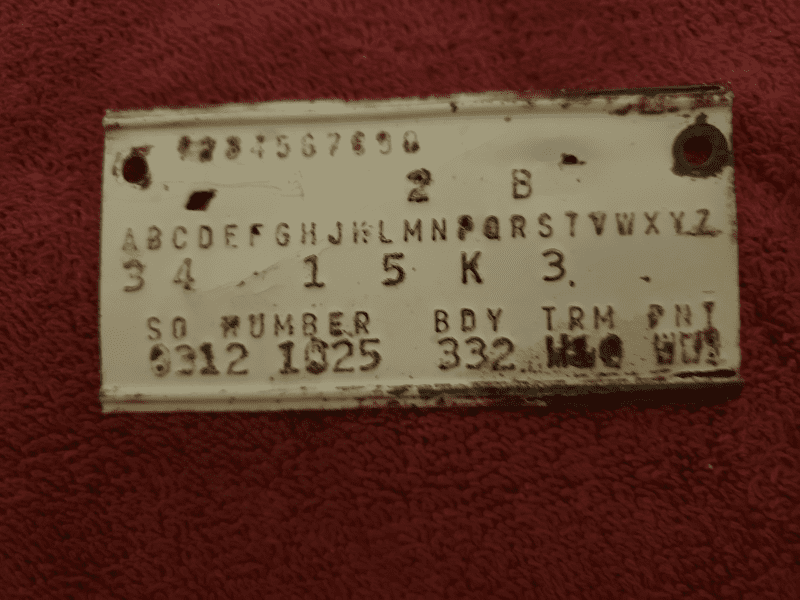 1234567890
2 B
ABCDEFGHJKLMNPQRSTVWXYZ
3 4 1 5 K 3
SO NUMBER BDY TRM PNT
0312 1025 332